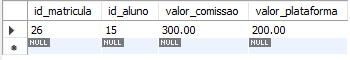 id_matricula id_aluno valor_comissao valor_plataforma
26 15 300.00 200.00
NULL NULL NULL NULL